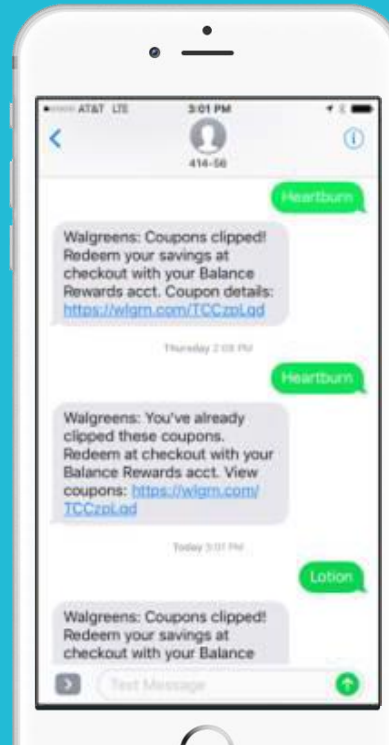 AT&T LTE 3:01 PM
414-56
Heartburn
Walgreens: Coupons clipped!
Redeem your savings at
checkout with your Balance
Rewards acct. Coupon details:
https://wlgrn.com/TCCzpLqd
Thursday 2:08 PM
Heartburn
Walgreens: You've already
clipped these coupons.
Redeem at checkout with your
Balance Rewards acct. View
coupons: https://wlgrn.com/
TCCzpLqd
Today 3:01 PM
Lotion
Walgreens: Coupons clipped!
Redeem your savings at
checkout with your Balance
Text Message